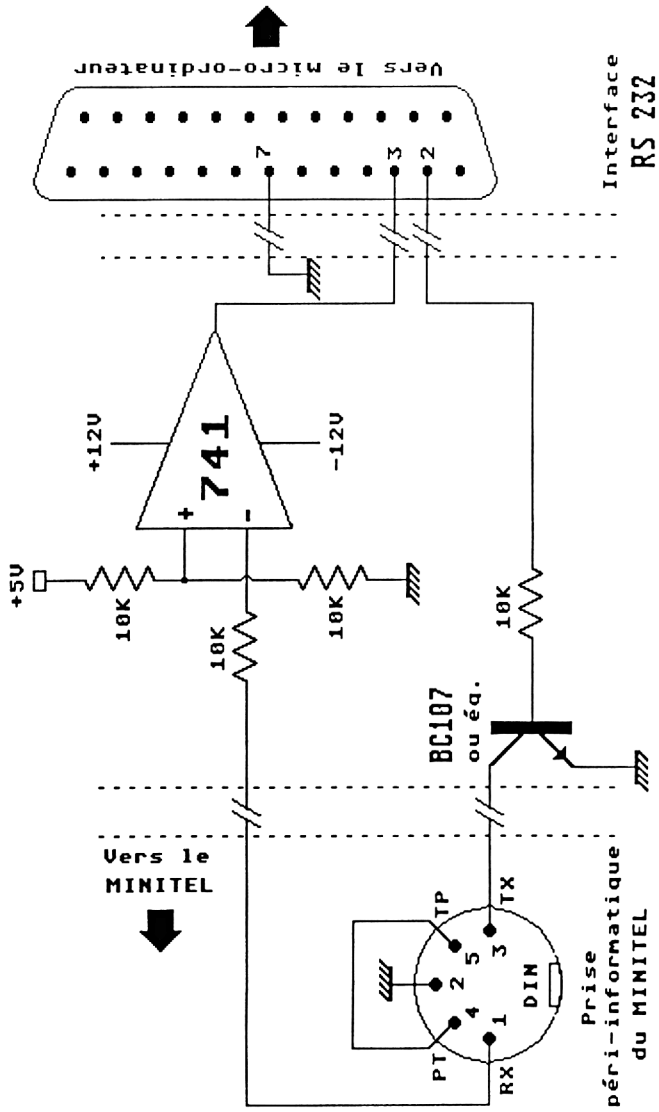 Vers le
MINITEL
+5V
10K
10K
10K
+
-
741
+12V
-12V
Vers le micro-ordinateur
7
3
2
Interface
RS 232
BC107
ou éq.
10K
PT
TP
RX
TX
4
5
2
1
3
DIN
Prise
péri-informatique
du MINITEL